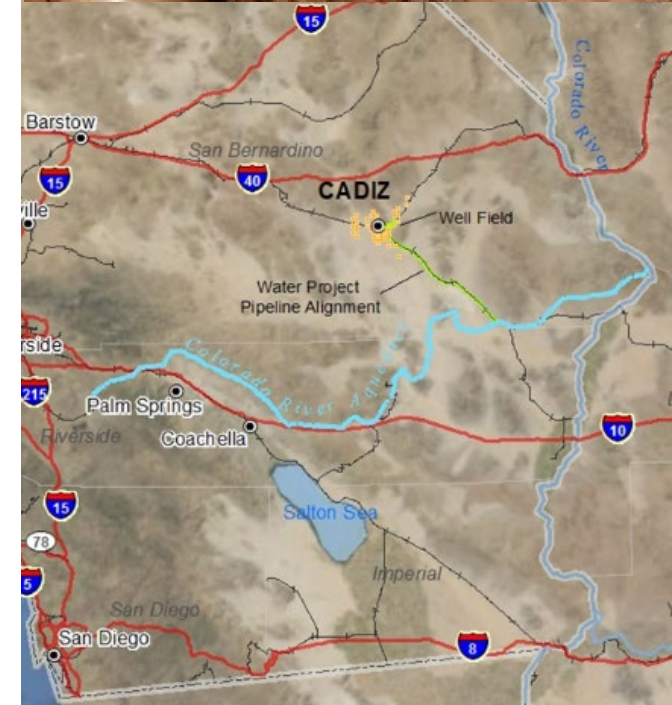 15
Colorado River
Barstow
San Bernardino
15
40
CADIZ
ville
Well Field
Water Project
Pipeline Alignment
rside
Colorado River Aqueduct
215
Palm Springs
Riverside
Coachella
10
15
Salton Sea
78
Imperial
5
San Diego
San Diego
8